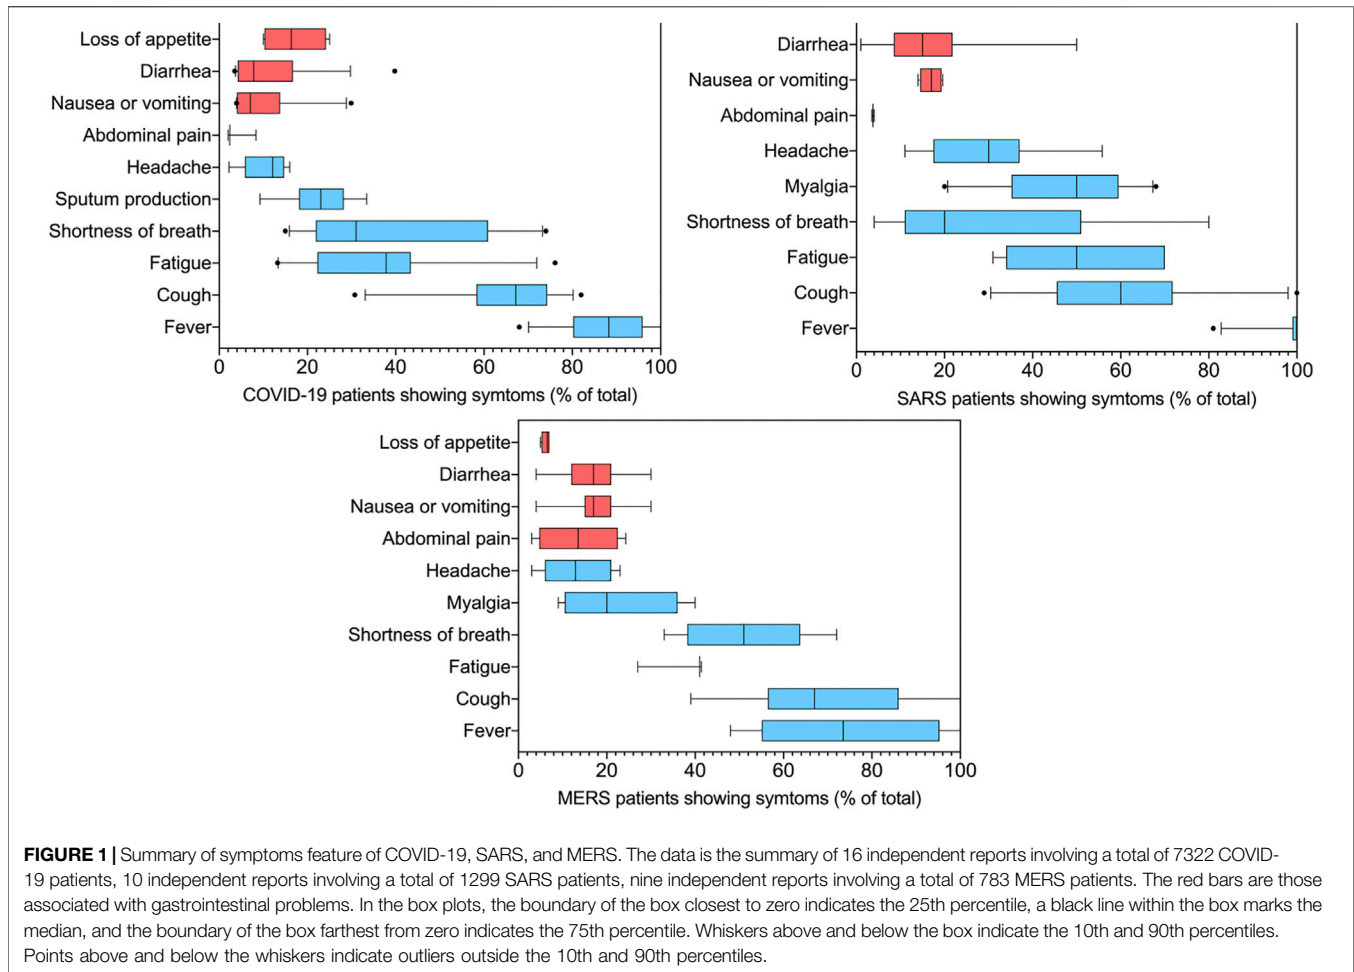 Loss of appetite
Diarrhea
Nausea or vomiting
Abdominal pain
Headache
Sputum production
Shortness of breath
Fatigue
Cough
Fever
0 20 40 60 80 100
COVID-19 patients showing symtoms (% of total)
Diarrhea
Nausea or vomiting
Abdominal pain
Headache
Myalgia
Shortness of breath
Fatigue
Cough
Fever
0 20 40 60 80 100
SARS patients showing symtoms (% of total)
Loss of appetite
Diarrhea
Nausea or vomiting
Abdominal pain
Headache
Myalgia
Shortness of breath
Fatigue
Cough
Fever
0 20 40 60 80 100
MERS patients showing symtoms (% of total)
FIGURE 1 | Summary of symptoms feature of COVID-19, SARS, and MERS. The data is the summary of 16 independent reports involving a total of 7322 COVID-
19 patients, 10 independent reports involving a total of 1299 SARS patients, nine independent reports involving a total of 783 MERS patients. The red bars are those
associated with gastrointestinal problems. In the box plots, the boundary of the box closest to zero indicates the 25th percentile, a black line within the box marks the
median, and the boundary of the box farthest from zero indicates the 75th percentile. Whiskers above and below the box indicate the 10th and 90th percentiles.
Points above and below the whiskers indicate outliers outside the 10th and 90th percentiles.